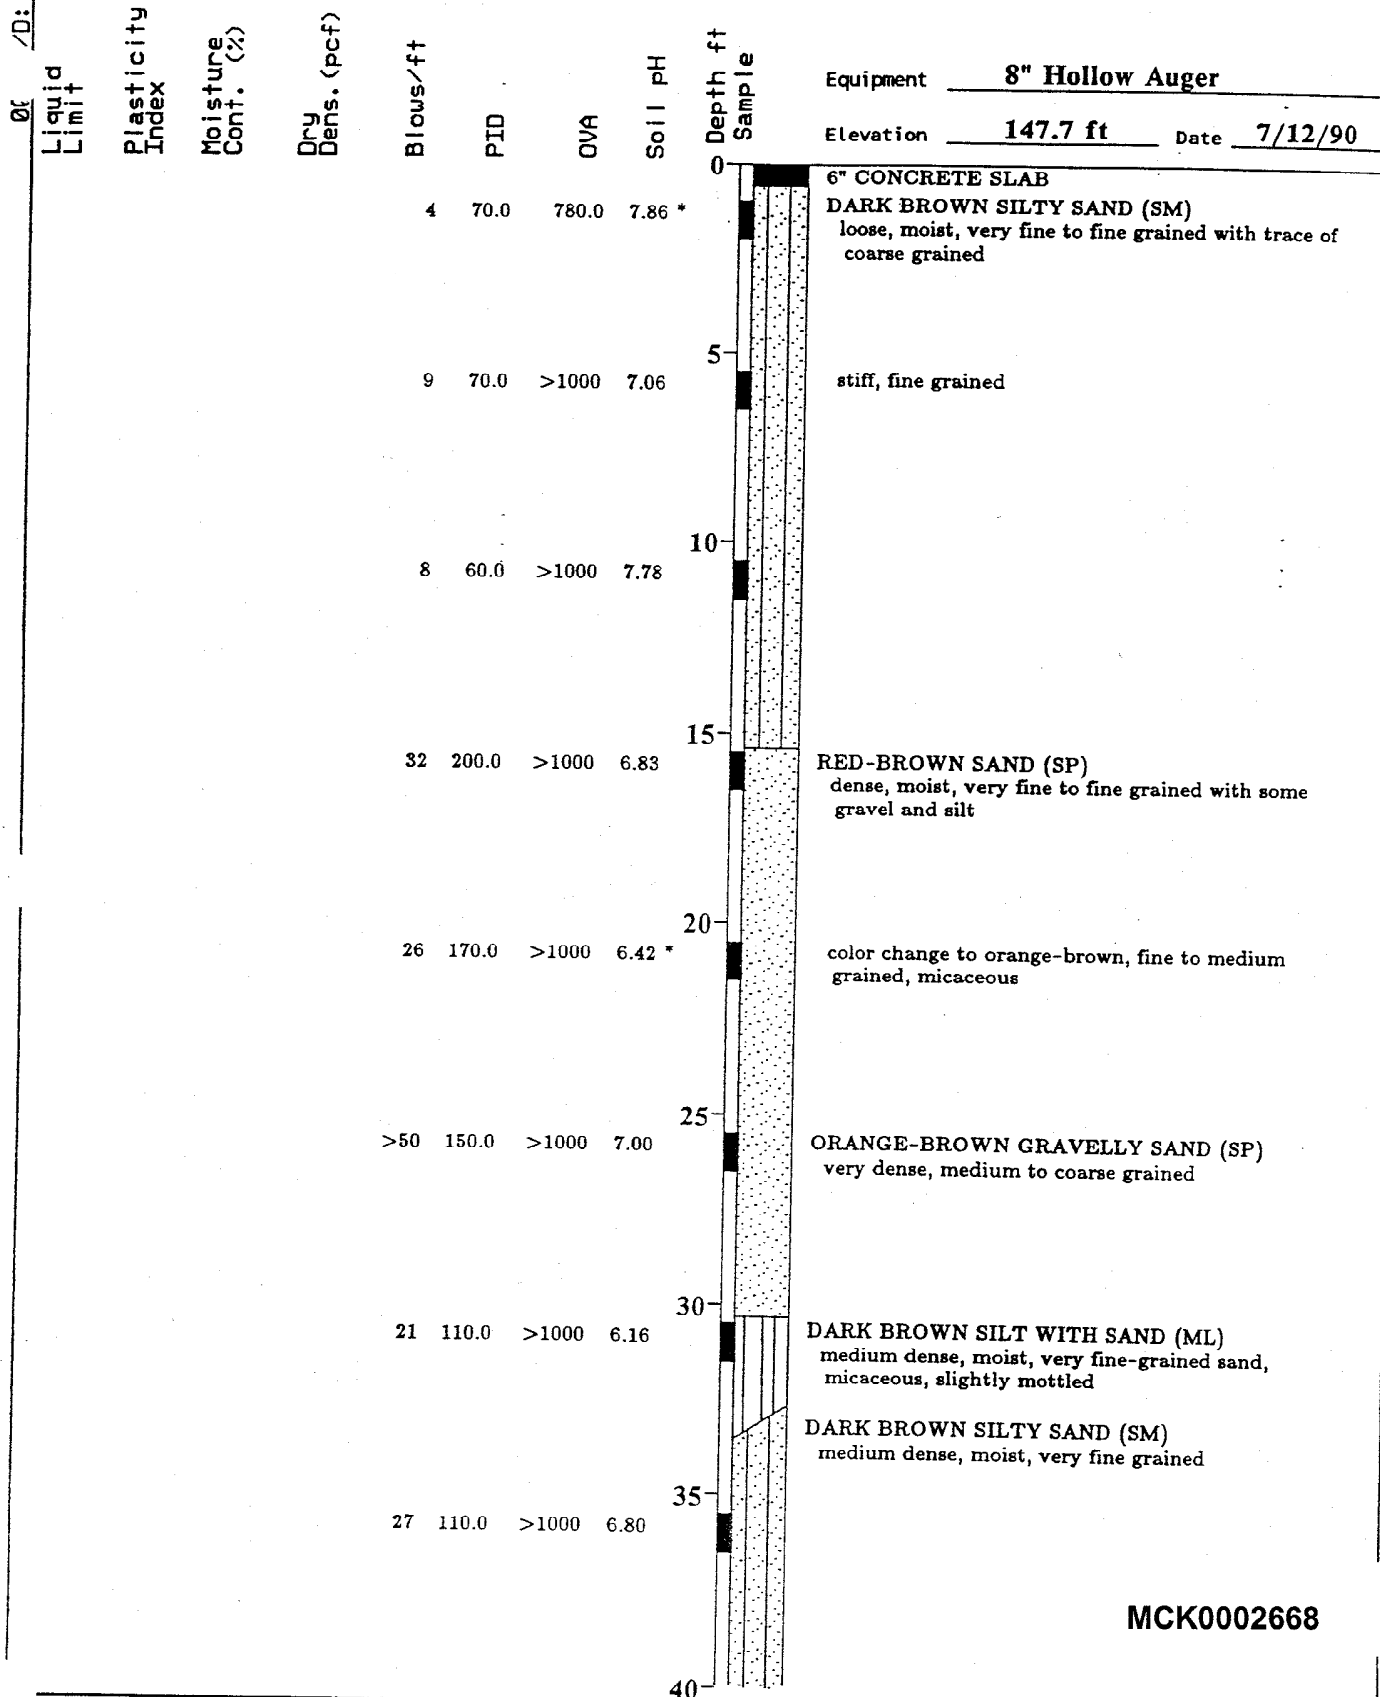 /D:
Liquid Limit
Plasticity Index
Moisture Cont. (%)
Dry Dens. (pcf)
Blows/ft
PID
OVA
Soil pH
Depth ft
Sample
Equipment 8" Hollow Auger
Elevation 147.7 ft Date 7/12/90
0
6" CONCRETE SLAB
4 70.0 780.0 7.86 * DARK BROWN SILTY SAND (SM)
loose, moist, very fine to fine grained with trace of
coarse grained
5
9 70.0 >1000 7.06 stiff, fine grained
10
8 60.0 >1000 7.78
15
32 200.0 >1000 6.83 RED-BROWN SAND (SP)
dense, moist, very fine to fine grained with some
gravel and silt
20
26 170.0 >1000 6.42 * color change to orange-brown, fine to medium
grained, micaceous
25
>50 150.0 >1000 7.00 ORANGE-BROWN GRAVELLY SAND (SP)
very dense, medium to coarse grained
30
21 110.0 >1000 6.16 DARK BROWN SILT WITH SAND (ML)
medium dense, moist, very fine-grained sand,
micaceous, slightly mottled
DARK BROWN SILTY SAND (SM)
medium dense, moist, very fine grained
35
27 110.0 >1000 6.80
MCK0002668
40